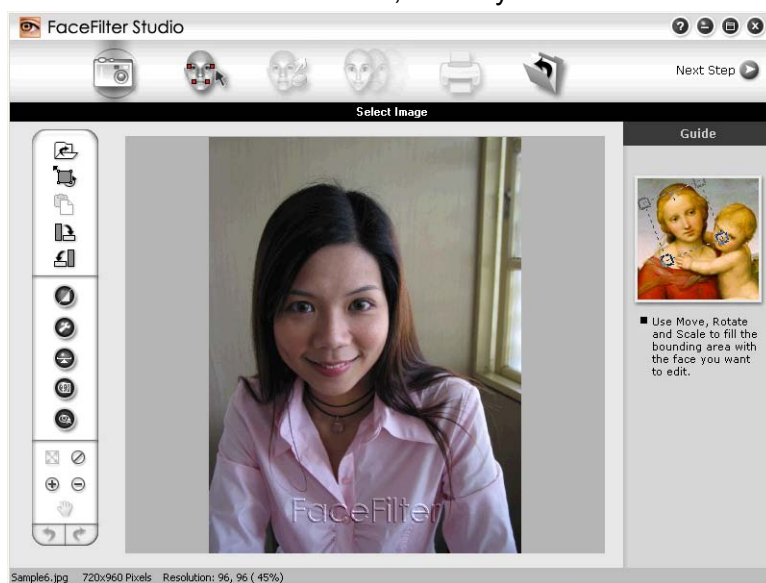 FaceFilter Studio
Next Step
Select Image
Guide
Use Move, Rotate
and Scale to fill the
bounding area with
the face you want
to edit.
FaceFilter
Sample6.jpg 720x960 Pixels Resolution: 96, 96 ( 45%)